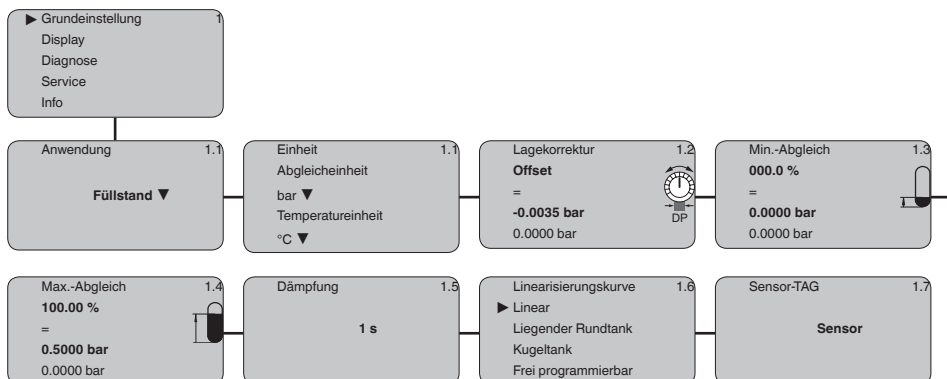 ▶ Grundeinstellung 1
Display
Diagnose
Service
Info
Anwendung 1.1
Füllstand ▼
Einheit 1.1
Abgleicheinheit
bar ▼
Temperatureinheit
°C ▼
Lagekorrektur 1.2
Offset
=
-0.0035 bar
0.0000 bar
DP
Min.-Abgleich 1.3
000.0 %
=
0.0000 bar
0.0000 bar
Max.-Abgleich 1.4
100.00 %
=
0.5000 bar
0.0000 bar
Dämpfung 1.5
1 s
Linearisierungskurve 1.6
▶ Linear
Liegender Rundtank
Kugeltank
Frei programmierbar
Sensor-TAG 1.7
Sensor